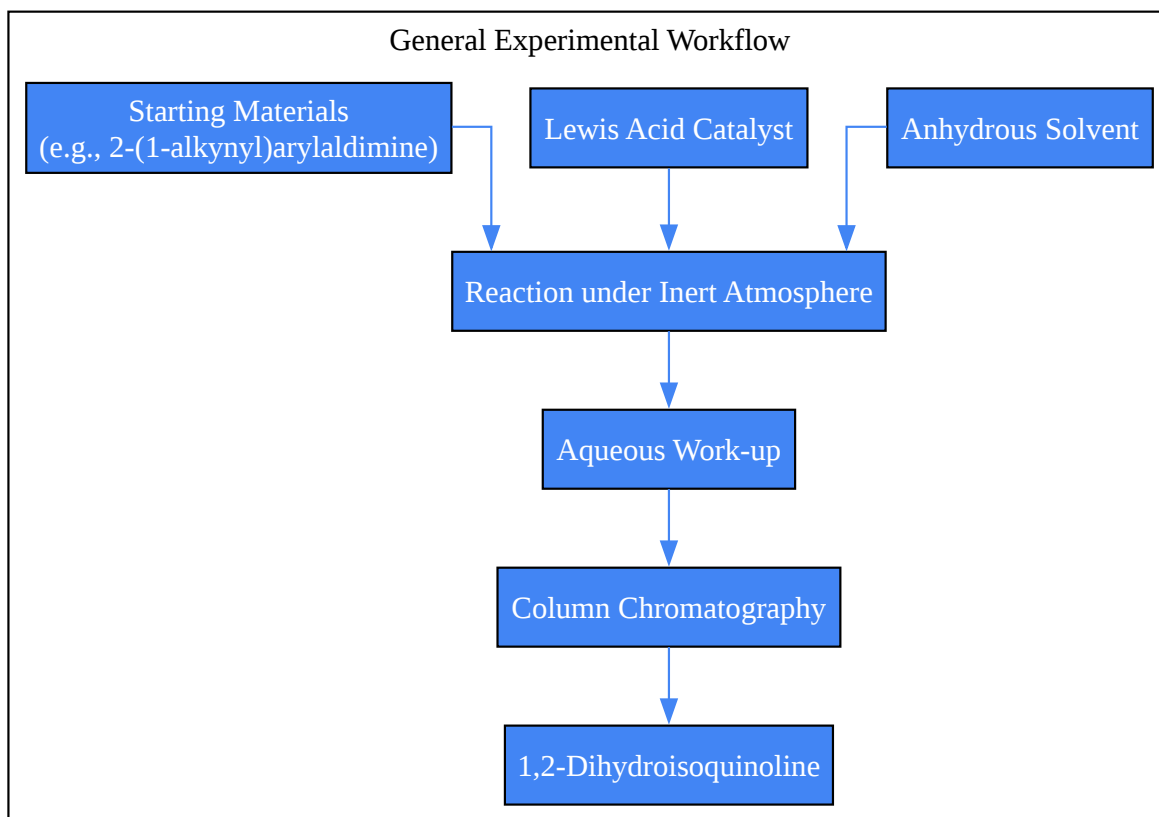 General Experimental Workflow
Starting Materials
(e.g., 2-(1-alkynyl)arylaldimine)
Lewis Acid Catalyst
Anhydrous Solvent
Reaction under Inert Atmosphere
Aqueous Work-up
Column Chromatography
1,2-Dihydroisoquinoline